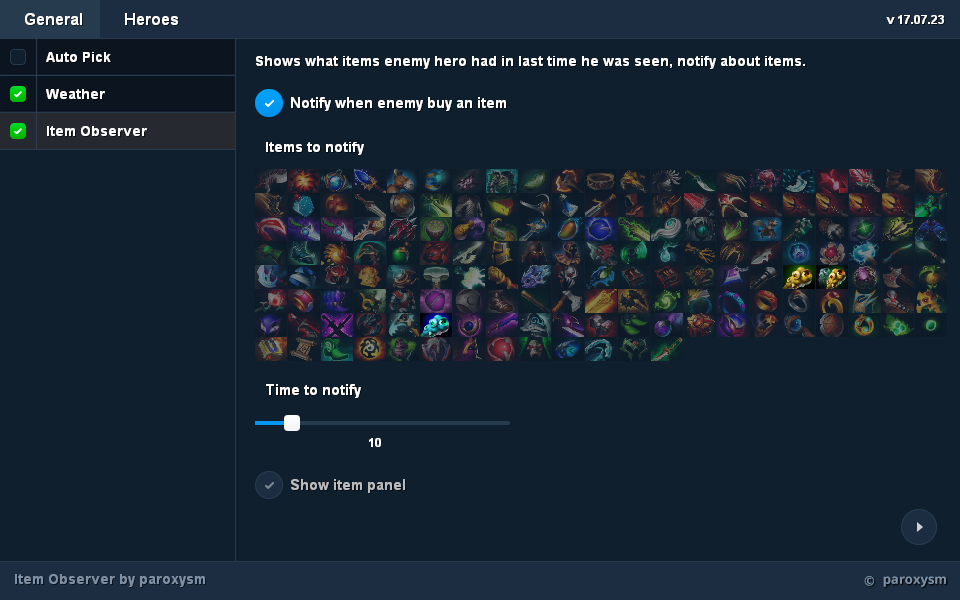 General Heroes v 17.07.23
Auto Pick
Weather
Item Observer
Shows what items enemy hero had in last time he was seen, notify about items.
Notify when enemy buy an item
Items to notify
Time to notify
10
Show item panel
Item Observer by paroxysm
© paroxysm